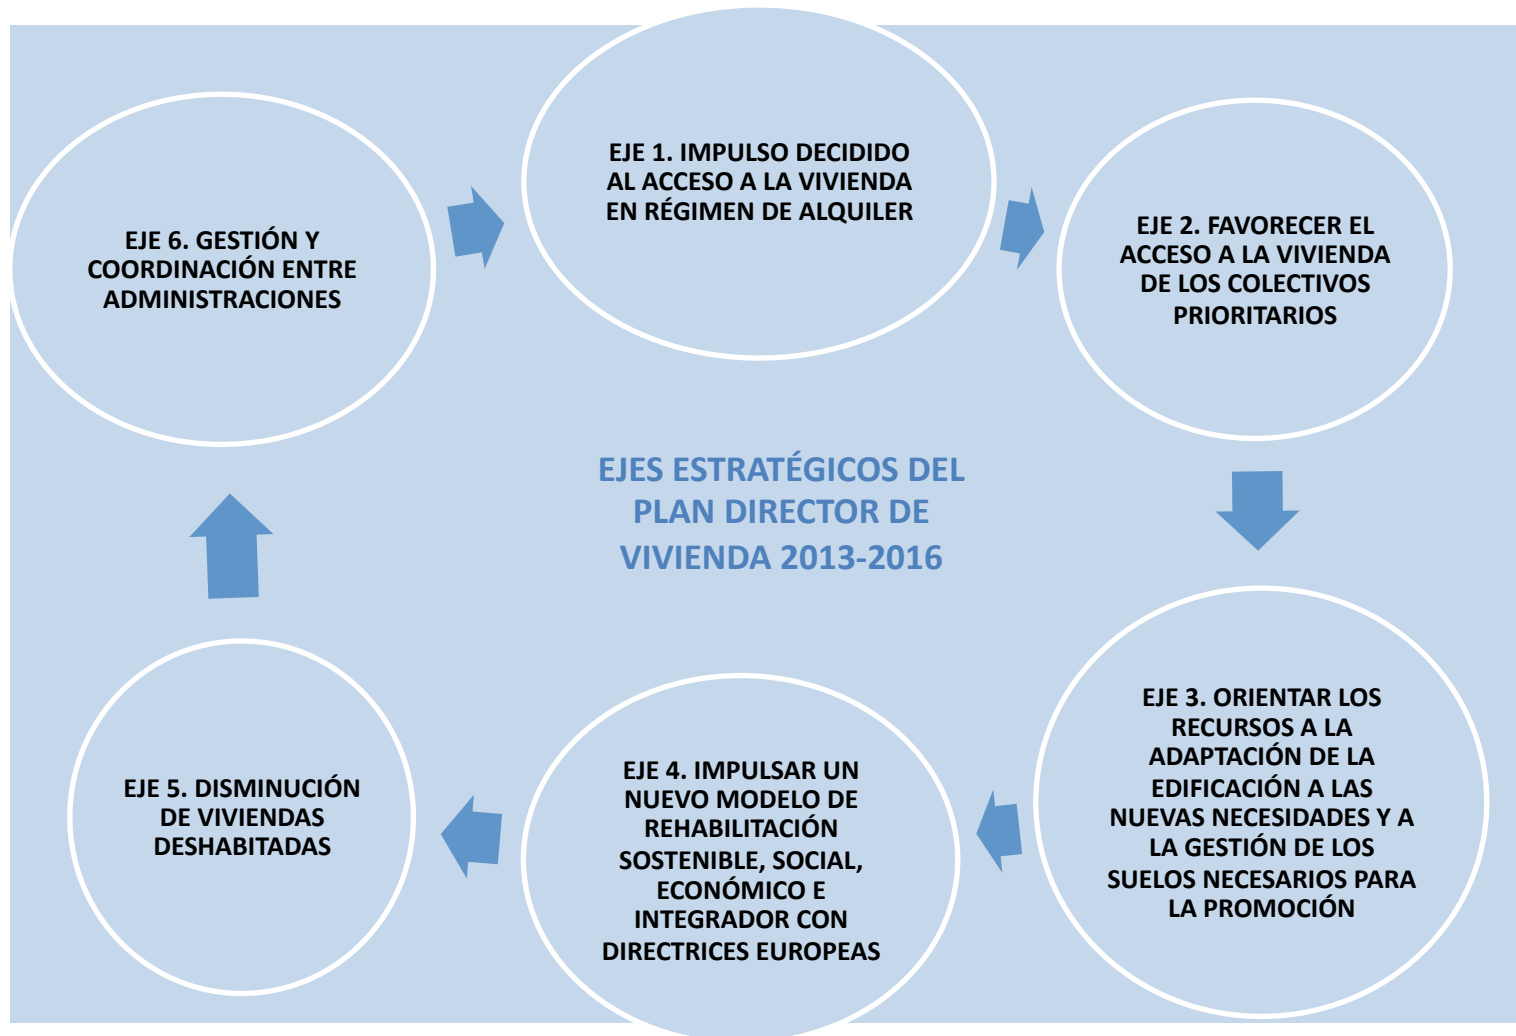 EJE 1. IMPULSO DECIDIDO
AL ACCESO A LA VIVIENDA
EN RÉGIMEN DE ALQUILER
EJE 2. FAVORECER EL
ACCESO A LA VIVIENDA
DE LOS COLECTIVOS
PRIORITARIOS
EJE 3. ORIENTAR LOS
RECURSOS A LA
ADAPTACIÓN DE LA
EDIFICACIÓN A LAS
NUEVAS NECESIDADES Y A
LA GESTIÓN DE LOS
SUELOS NECESARIOS PARA
LA PROMOCIÓN
EJE 4. IMPULSAR UN
NUEVO MODELO DE
REHABILITACIÓN
SOSTENIBLE, SOCIAL,
ECONÓMICO E
INTEGRADOR CON
DIRECTRICES EUROPEAS
EJE 5. DISMINUCIÓN
DE VIVIENDAS
DESHABITADAS
EJE 6. GESTIÓN Y
COORDINACIÓN ENTRE
ADMINISTRACIONES
EJES ESTRATÉGICOS DEL
PLAN DIRECTOR DE
VIVIENDA 2013-2016